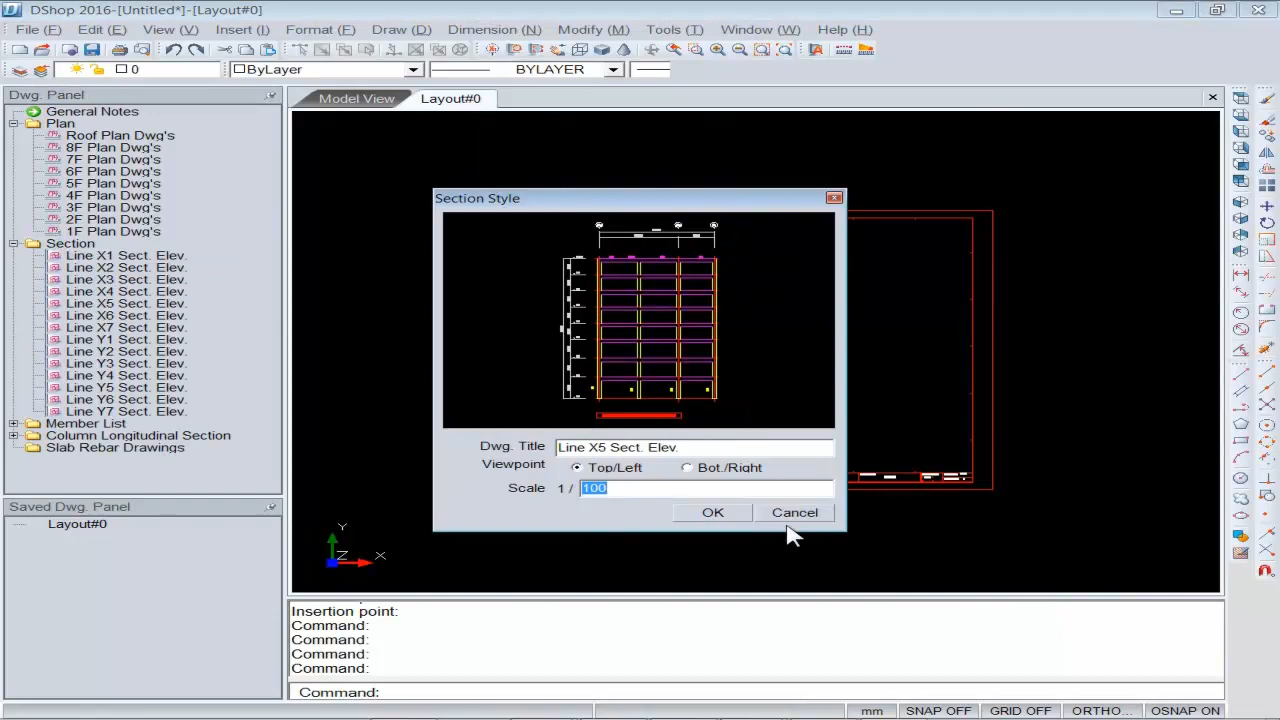 DShop 2016-[Untitled*]-[Layout#0]
File (F) Edit (E) View (V) Insert (I) Format (E) Draw (D) Dimension (N) Modify (M) Tools (T) Window (W) Help (H)
0 ByLayer BYLAYER
Dwg. Panel
General Notes
Plan
Roof Plan Dwg's
8F Plan Dwg's
7F Plan Dwg's
6F Plan Dwg's
5F Plan Dwg's
4F Plan Dwg's
3F Plan Dwg's
2F Plan Dwg's
1F Plan Dwg's
Section
Line X1 Sect. Elev.
Line X2 Sect. Elev.
Line X3 Sect. Elev.
Line X4 Sect. Elev.
Line X5 Sect. Elev.
Line X6 Sect. Elev.
Line X7 Sect. Elev.
Line Y1 Sect. Elev.
Line Y2 Sect. Elev.
Line Y3 Sect. Elev.
Line Y4 Sect. Elev.
Line Y5 Sect. Elev.
Line Y6 Sect. Elev.
Line Y7 Sect. Elev.
Member List
Column Longitudinal Section
Slab Rebar Drawings
Saved Dwg. Panel
Layout#0
Model View Layout#0
Section Style
Dwg. Title Line X5 Sect. Elev.
Viewpoint Top/Left Bot./Right
Scale 1 / 100
OK Cancel
Y
Z X
Insertion point:
Command:
Command:
Command:
Command:
Command:
mm SNAP OFF GRID OFF ORTHO... OSNAP ON